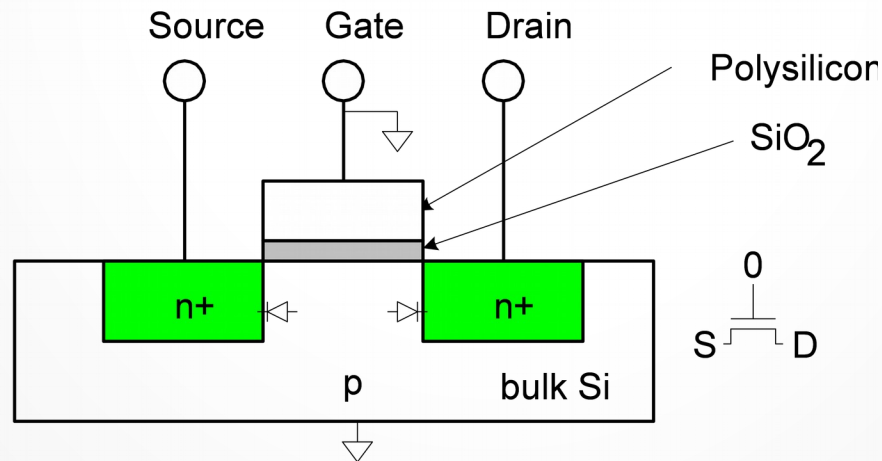 Source Gate Drain
Polysilicon
SiO2
n+ n+
0
S D
p bulk Si